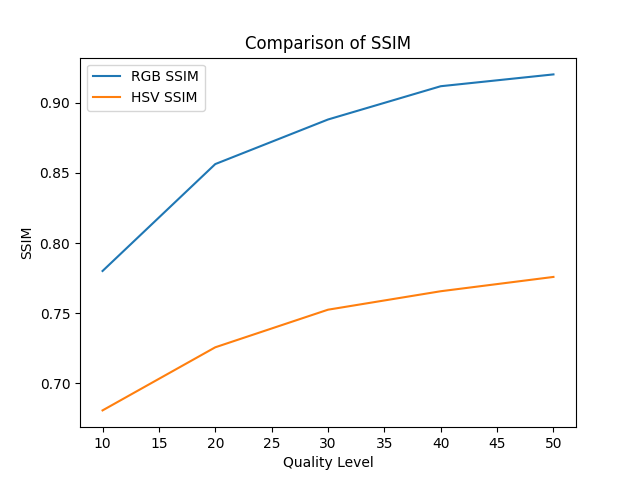 Comparison of SSIM
RGB SSIM
HSV SSIM
SSIM
0.90
0.85
0.80
0.75
0.70
10 15 20 25 30 35 40 45 50
Quality Level